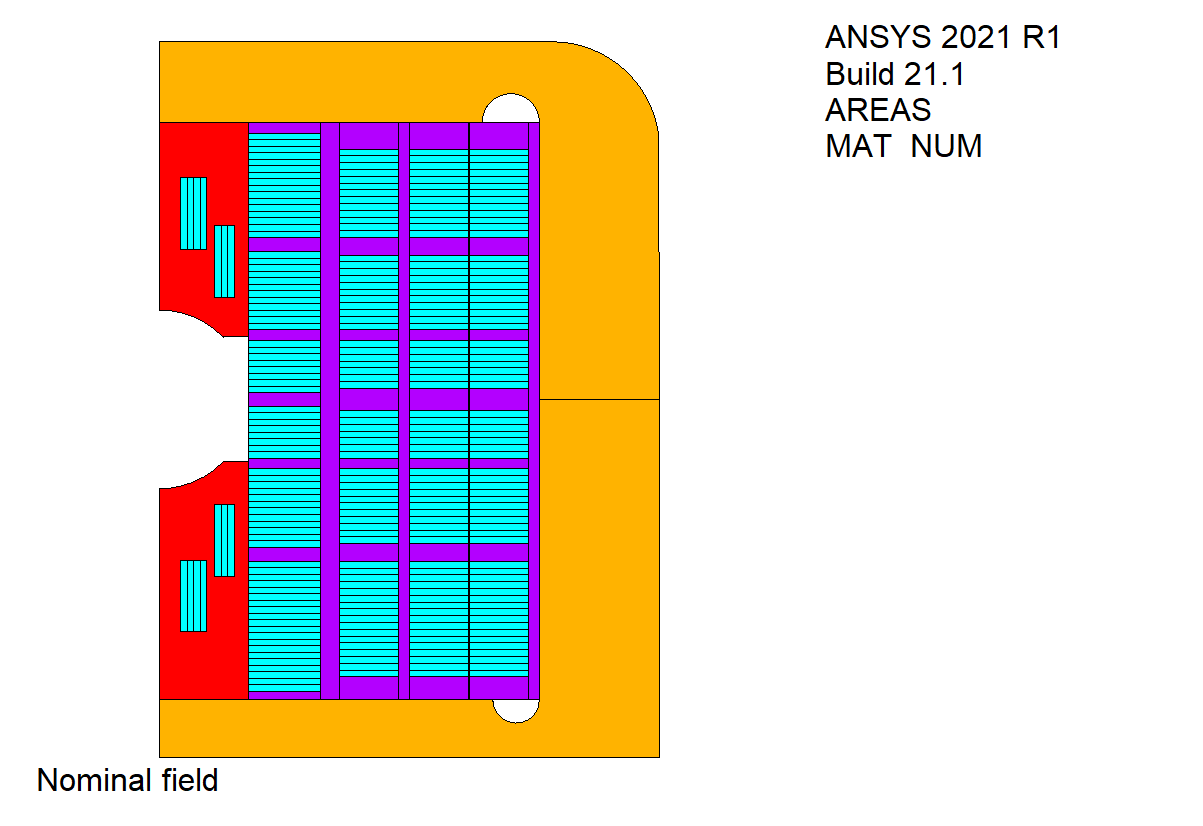 ANSYS 2021 R1
Build 21.1
AREAS
MAT  NUM
Nominal field